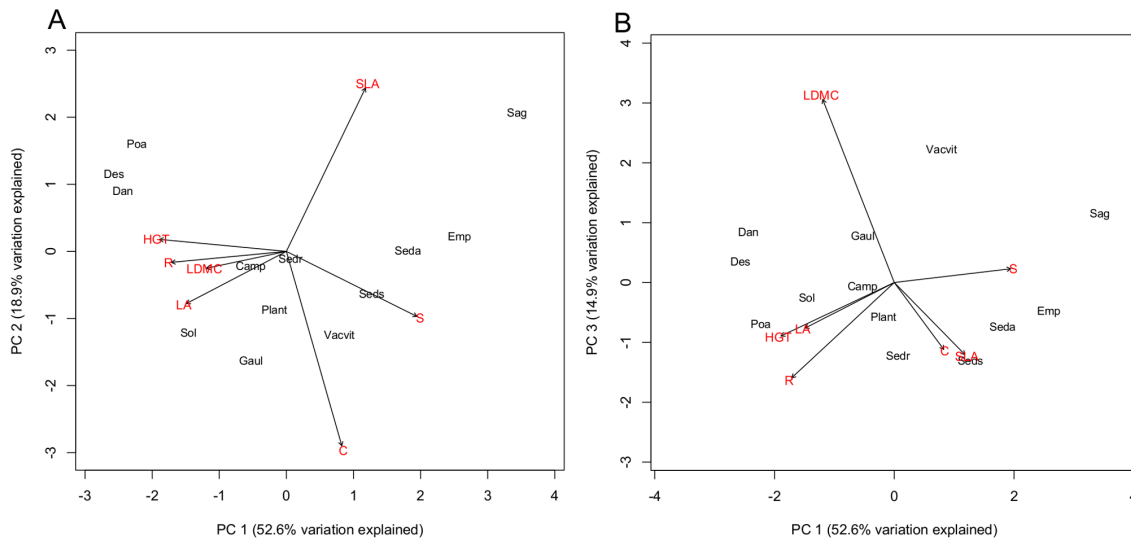 A
3
2
1
0
-1
-2
-3
PC 2 (18.9% variation explained)
SLA
Sag
Poa
Des
Dan
HGT
Emp
Seda
R
LDMC
Camp
Sedr
Seds
LA
Plant
S
Sol
Vacvit
Gaul
C
-3 -2 -1 0 1 2 3 4
PC 1 (52.6% variation explained)
B
4
3
2
1
0
-1
-2
-3
PC 3 (14.9% variation explained)
LDMC
Vacvit
Sag
Dan
Gaul
Des
S
Camp
Sol
Emp
Plant
Poa
Seda
LA
HGT
C
Sedr
SLA
Seds
R
-4 -2 0 2 4
PC 1 (52.6% variation explained)